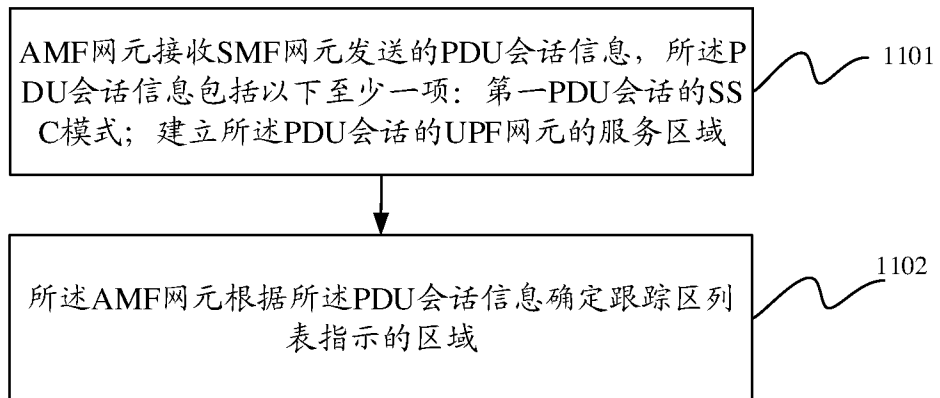 AMF网元接收SMF网元发送的PDU会话信息，所述P
DU会话信息包括以下至少一项：第一PDU会话的SS
C模式；建立所述PDU会话的UPF网元的服务区域
1101
所述AMF网元根据所述PDU会话信息确定跟踪区列
表指示的区域
1102